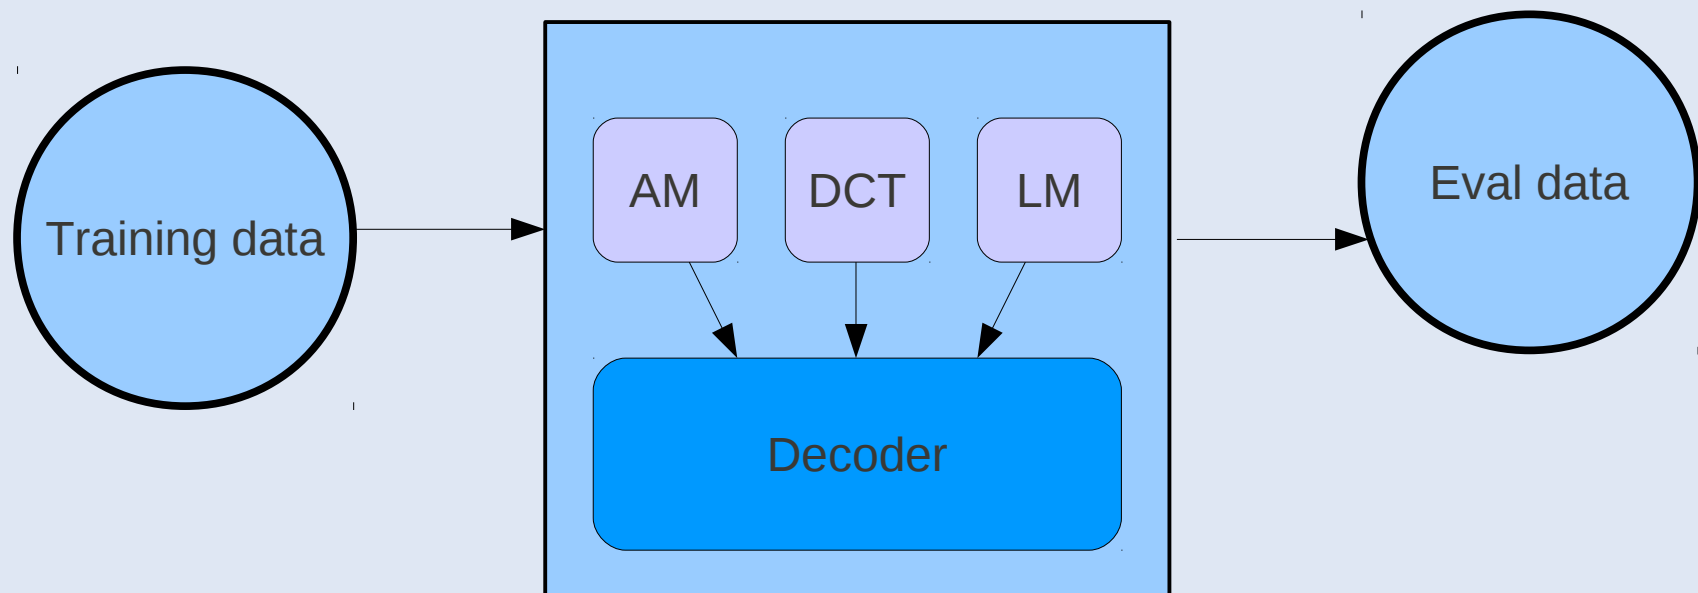 Training data
AM
DCT
LM
Decoder
Eval data